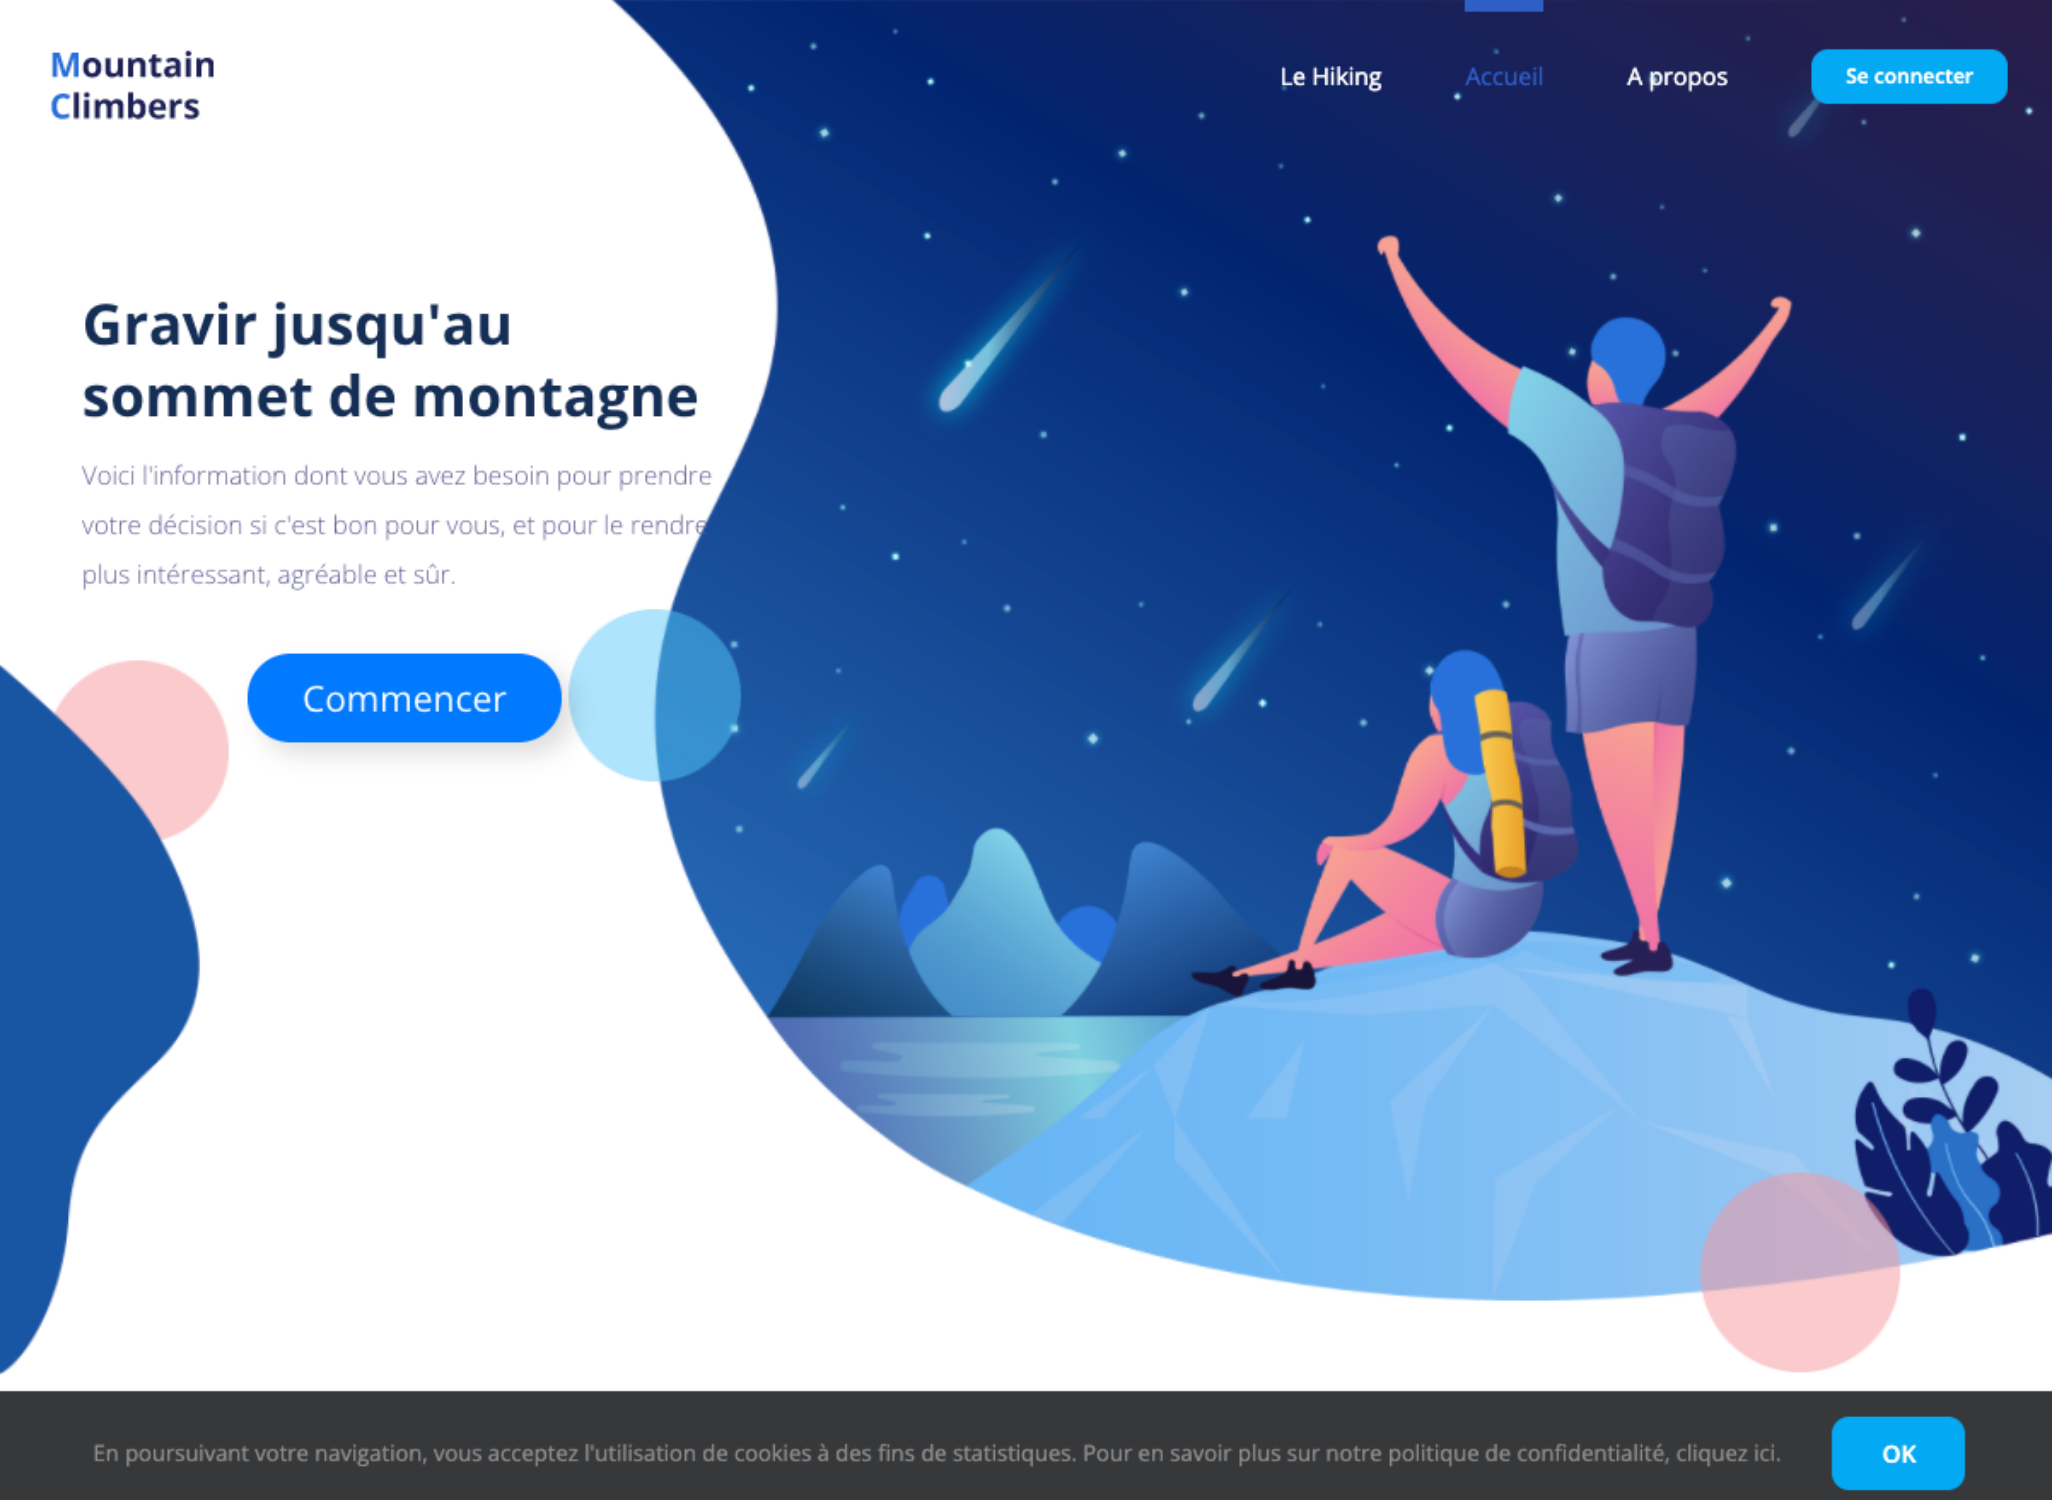 Mountain
Climbers
Le Hiking
Accueil
A propos
Se connecter
Gravir jusqu'au
sommet de montagne
Voici l'information dont vous avez besoin pour prendre
votre décision si c'est bon pour vous, et pour le rendre
plus intéressant, agréable et sûr.
Commencer
En poursuivant votre navigation, vous acceptez l'utilisation de cookies à des fins de statistiques. Pour en savoir plus sur notre politique de confidentialité, cliquez ici.
OK